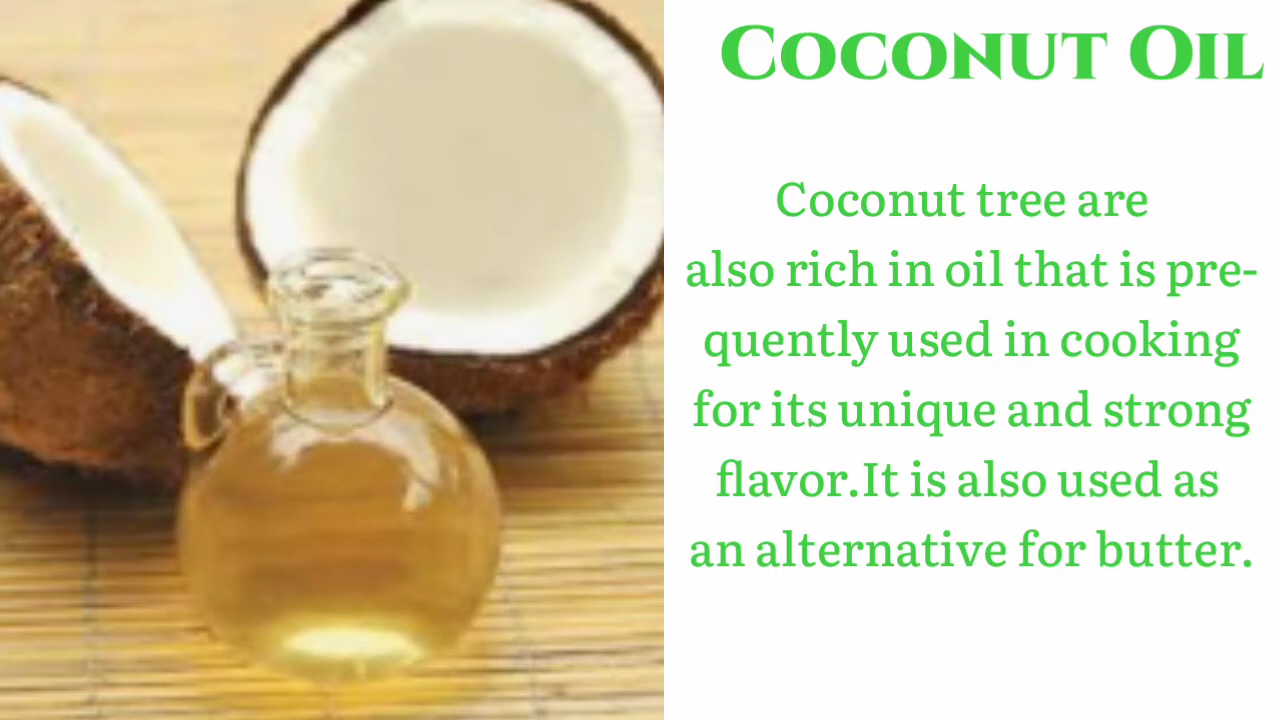 Coconut Oil
Coconut tree are
also rich in oil that is pre-
quently used in cooking
for its unique and strong
flavor.It is also used as
an alternative for butter.